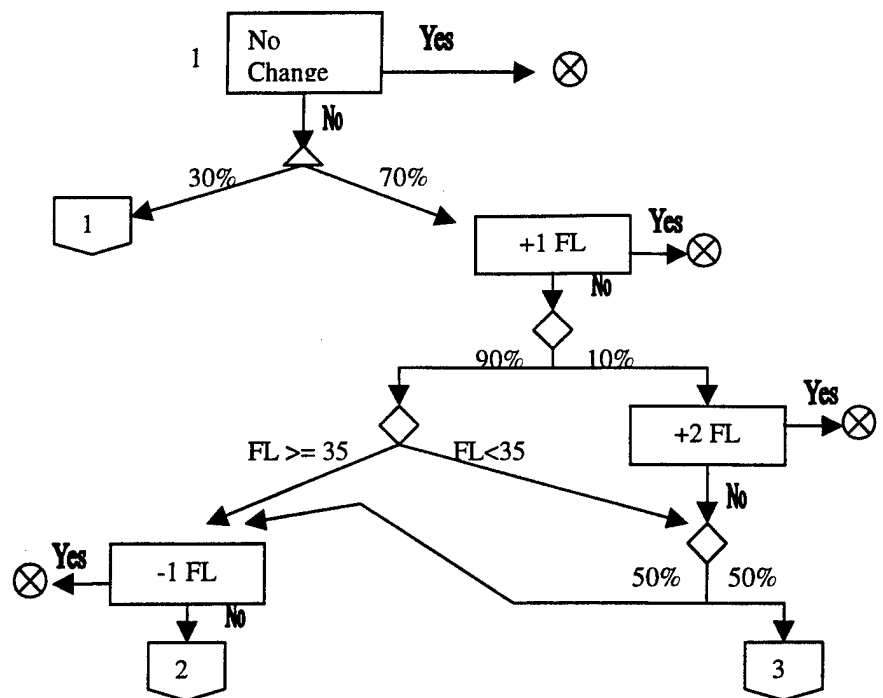 1
No
Change
Yes
No
30%
70%
1
+1 FL
Yes
No
90%
10%
+2 FL
Yes
FL >= 35
FL<35
No
Yes
-1 FL
50%
50%
No
2
3